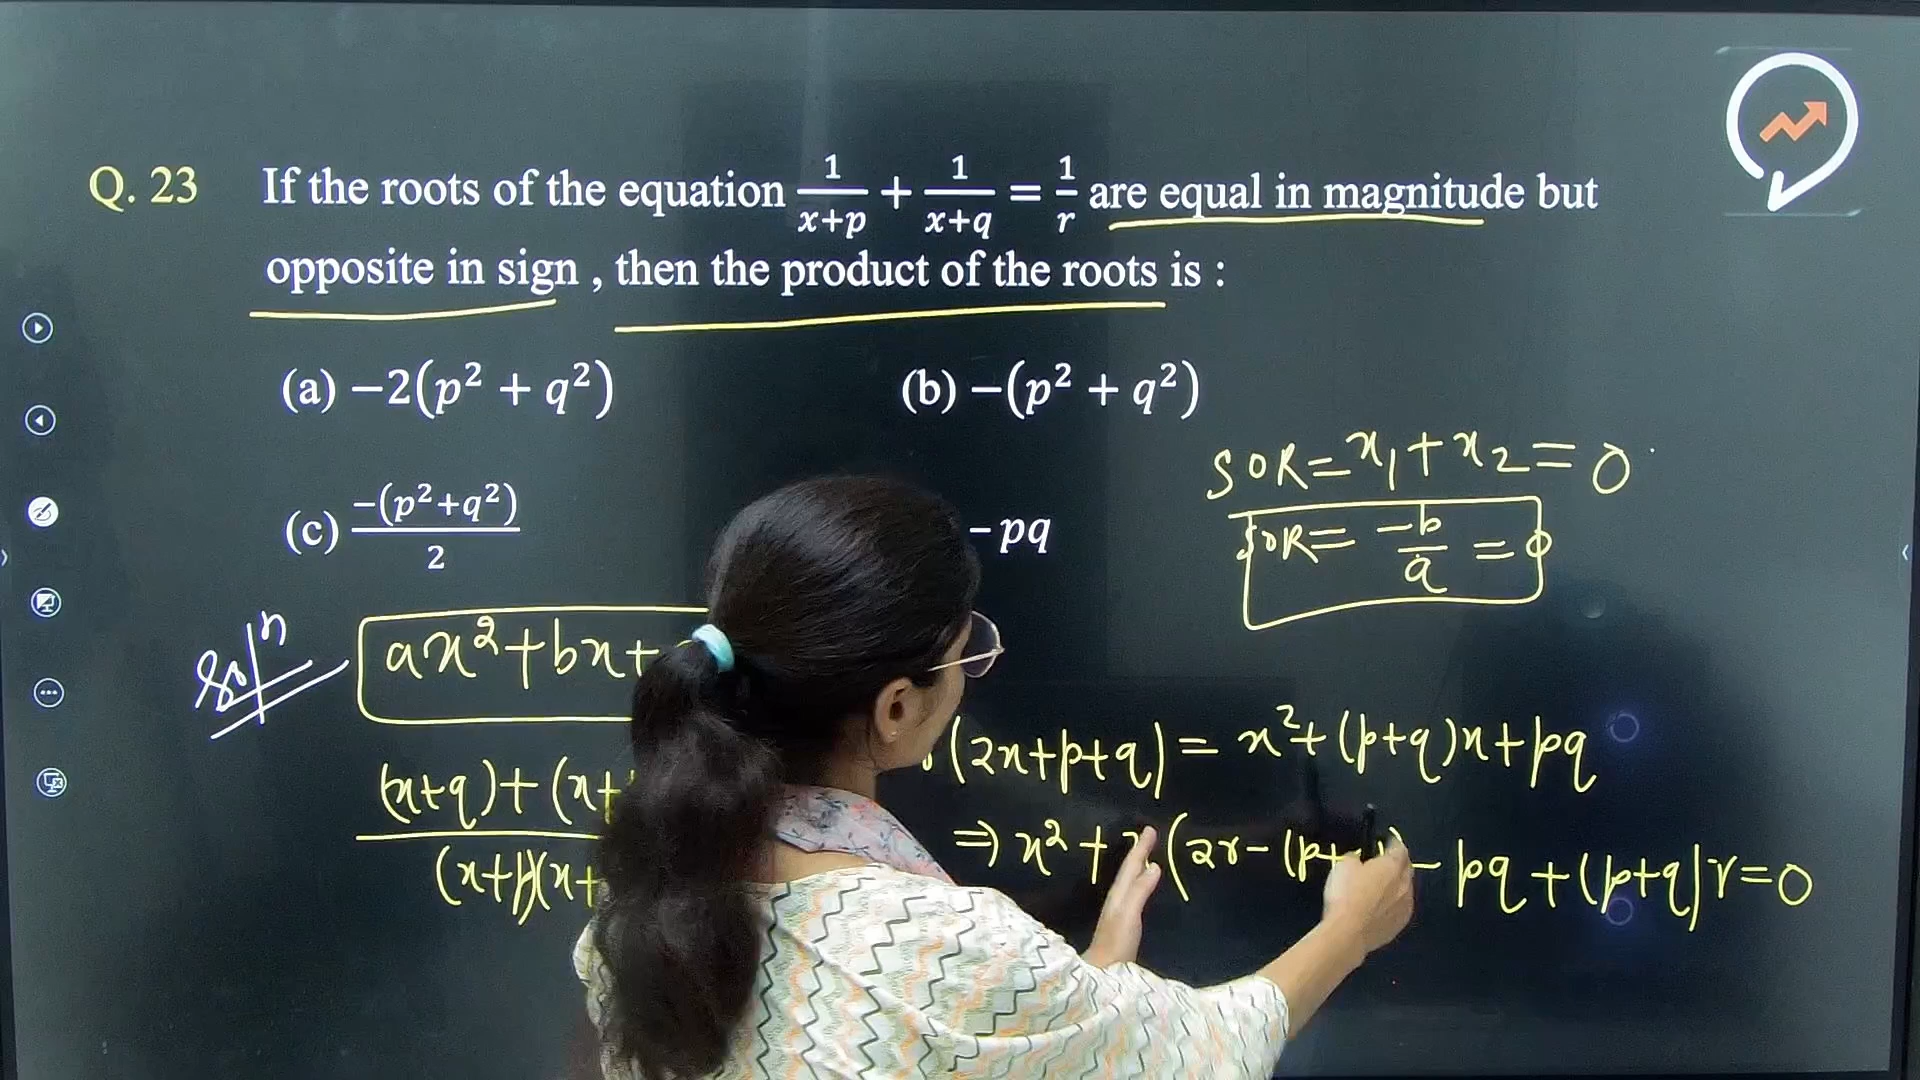 Q. 23 If the roots of the equation 1/(x+p) + 1/(x+q) = 1/r are equal in magnitude but
opposite in sign , then the product of the roots is :
(a) −2(p² + q²) (b) −(p² + q²)
SOR = x₁ + x₂ = 0
(c) −(p²+q²)/2 −pq
SOR = −b/a = 0
Solⁿ
ax² + bx +
(2x+p+q) = x² + (p+q)x + pq
(x+q) + (x+
(x+p)(x+
⇒ x² + x(2r − (p+ ) − pq + (p+q)r = 0